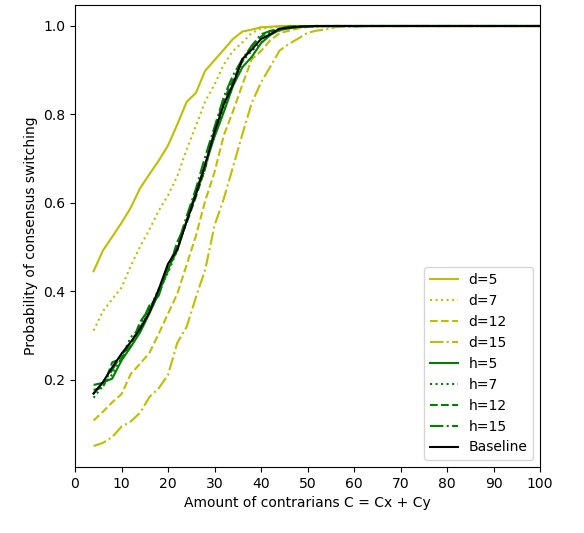 Probability of consensus switching
1.0
0.8
0.6
0.4
0.2
0 10 20 30 40 50 60 70 80 90 100
Amount of contrarians C = Cx + Cy
d=5
d=7
d=12
d=15
h=5
h=7
h=12
h=15
Baseline